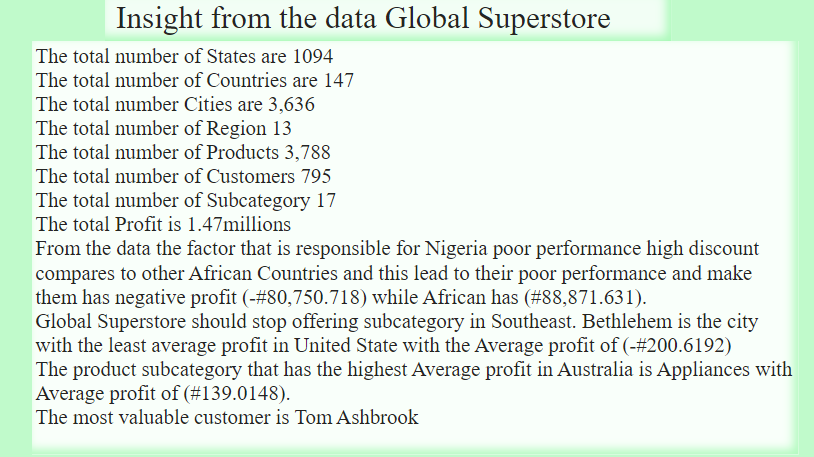 Insight from the data Global Superstore
The total number of States are 1094
The total number of Countries are 147
The total number Cities are 3,636
The total number of Region 13
The total number of Products 3,788
The total number of Customers 795
The total number of Subcategory 17
The total Profit is 1.47millions
From the data the factor that is responsible for Nigeria poor performance high discount
compares to other African Countries and this lead to their poor performance and make
them has negative profit (-#80,750.718) while African has (#88,871.631).
Global Superstore should stop offering subcategory in Southeast. Bethlehem is the city
with the least average profit in United State with the Average profit of (-#200.6192)
The product subcategory that has the highest Average profit in Australia is Appliances with
Average profit of (#139.0148).
The most valuable customer is Tom Ashbrook